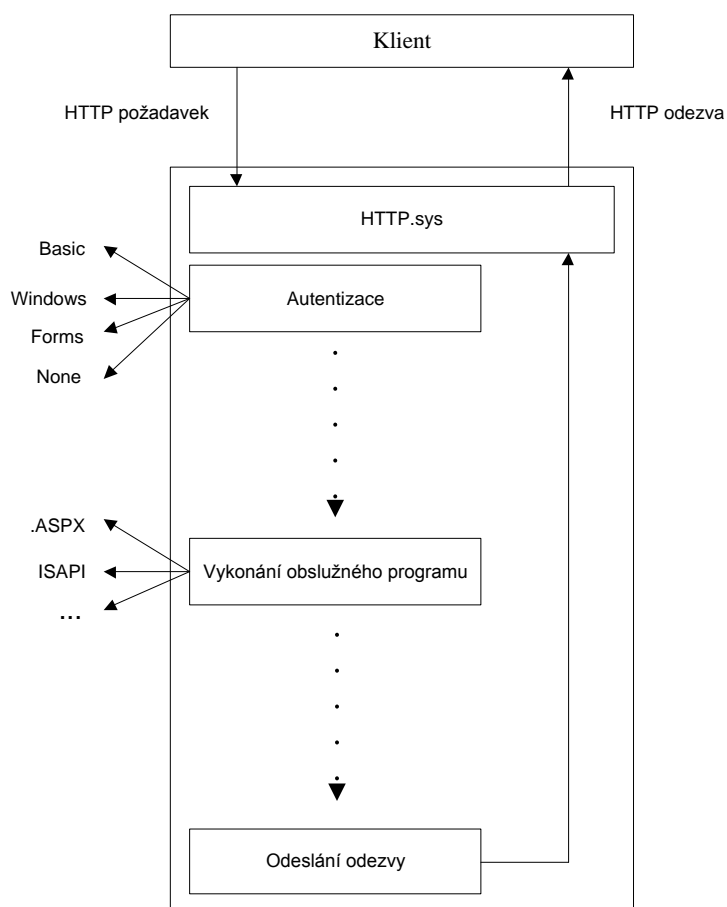 Klient
HTTP požadavek
HTTP odezva
HTTP.sys
Basic
Windows
Forms
None
Autentizace
.ASPX
ISAPI
...
Vykonání obslužného programu
Odeslání odezvy